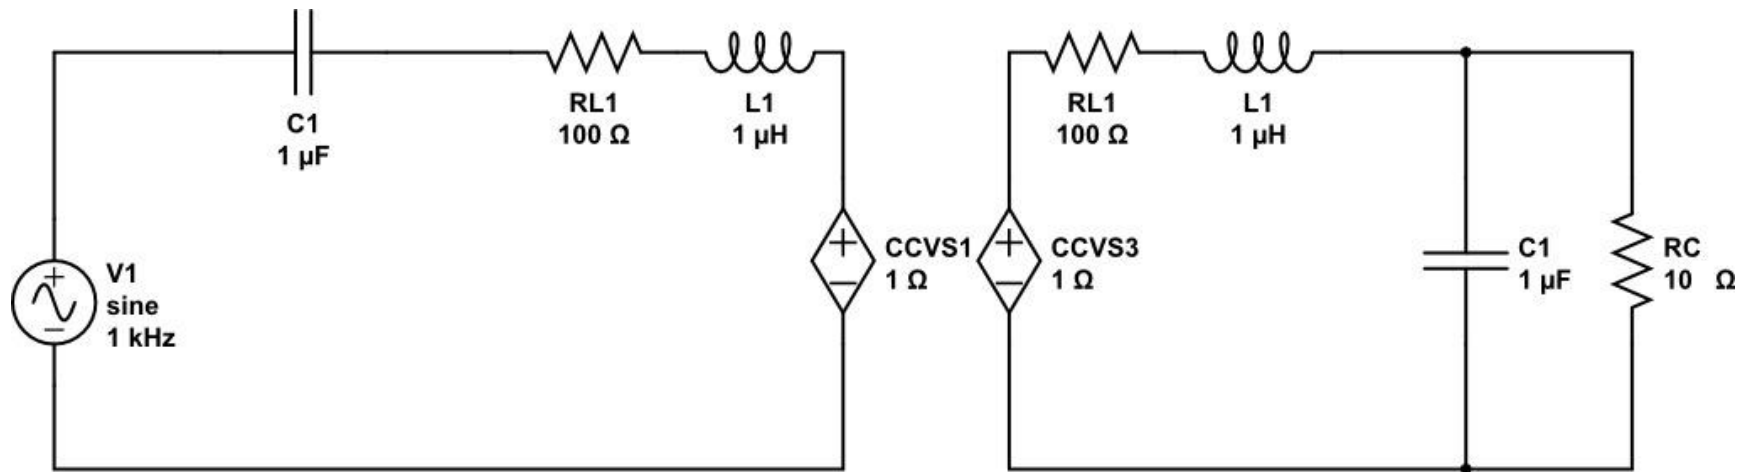 C1
1 µF
RL1
100 Ω
L1
1 µH
RL1
100 Ω
L1
1 µH
V1
sine
1 kHz
CCVS1
1 Ω
CCVS3
1 Ω
C1
1 µF
RC
10 Ω